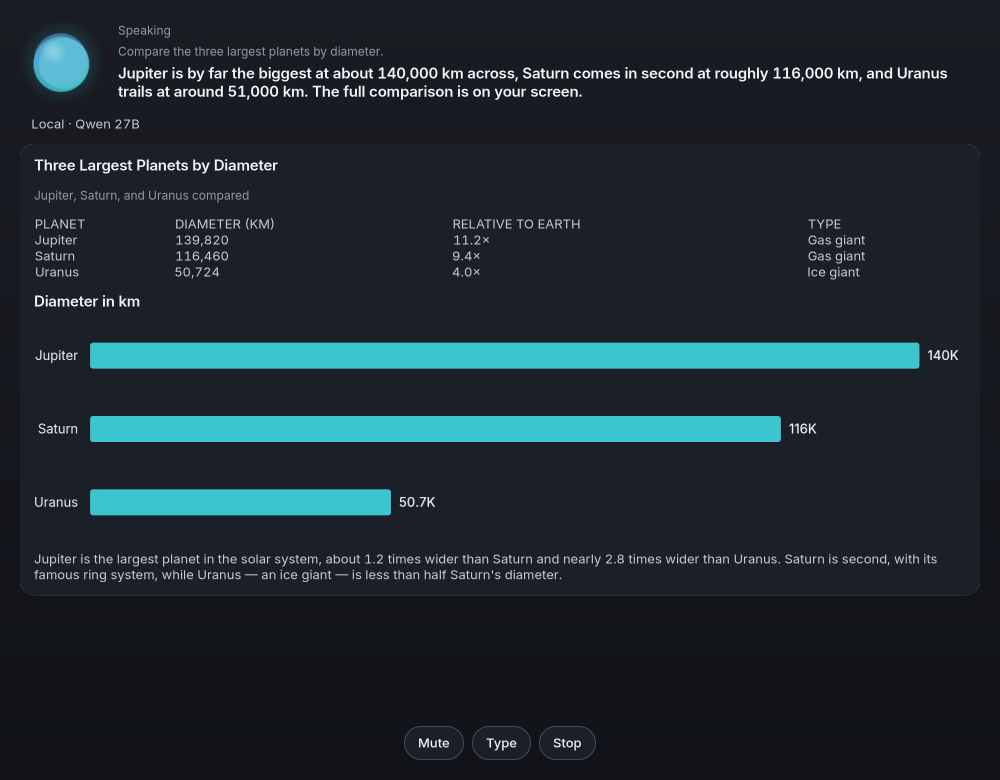 Speaking
Compare the three largest planets by diameter.
Jupiter is by far the biggest at about 140,000 km across, Saturn comes in second at roughly 116,000 km, and Uranus
trails at around 51,000 km. The full comparison is on your screen.
Local · Qwen 27B
Three Largest Planets by Diameter
Jupiter, Saturn, and Uranus compared
PLANET DIAMETER (KM) RELATIVE TO EARTH TYPE
Jupiter 139,820 11.2× Gas giant
Saturn 116,460 9.4× Gas giant
Uranus 50,724 4.0× Ice giant
Diameter in km
Jupiter 140K
Saturn 116K
Uranus 50.7K
Jupiter is the largest planet in the solar system, about 1.2 times wider than Saturn and nearly 2.8 times wider than Uranus. Saturn is second, with its
famous ring system, while Uranus — an ice giant — is less than half Saturn's diameter.
Mute Type Stop